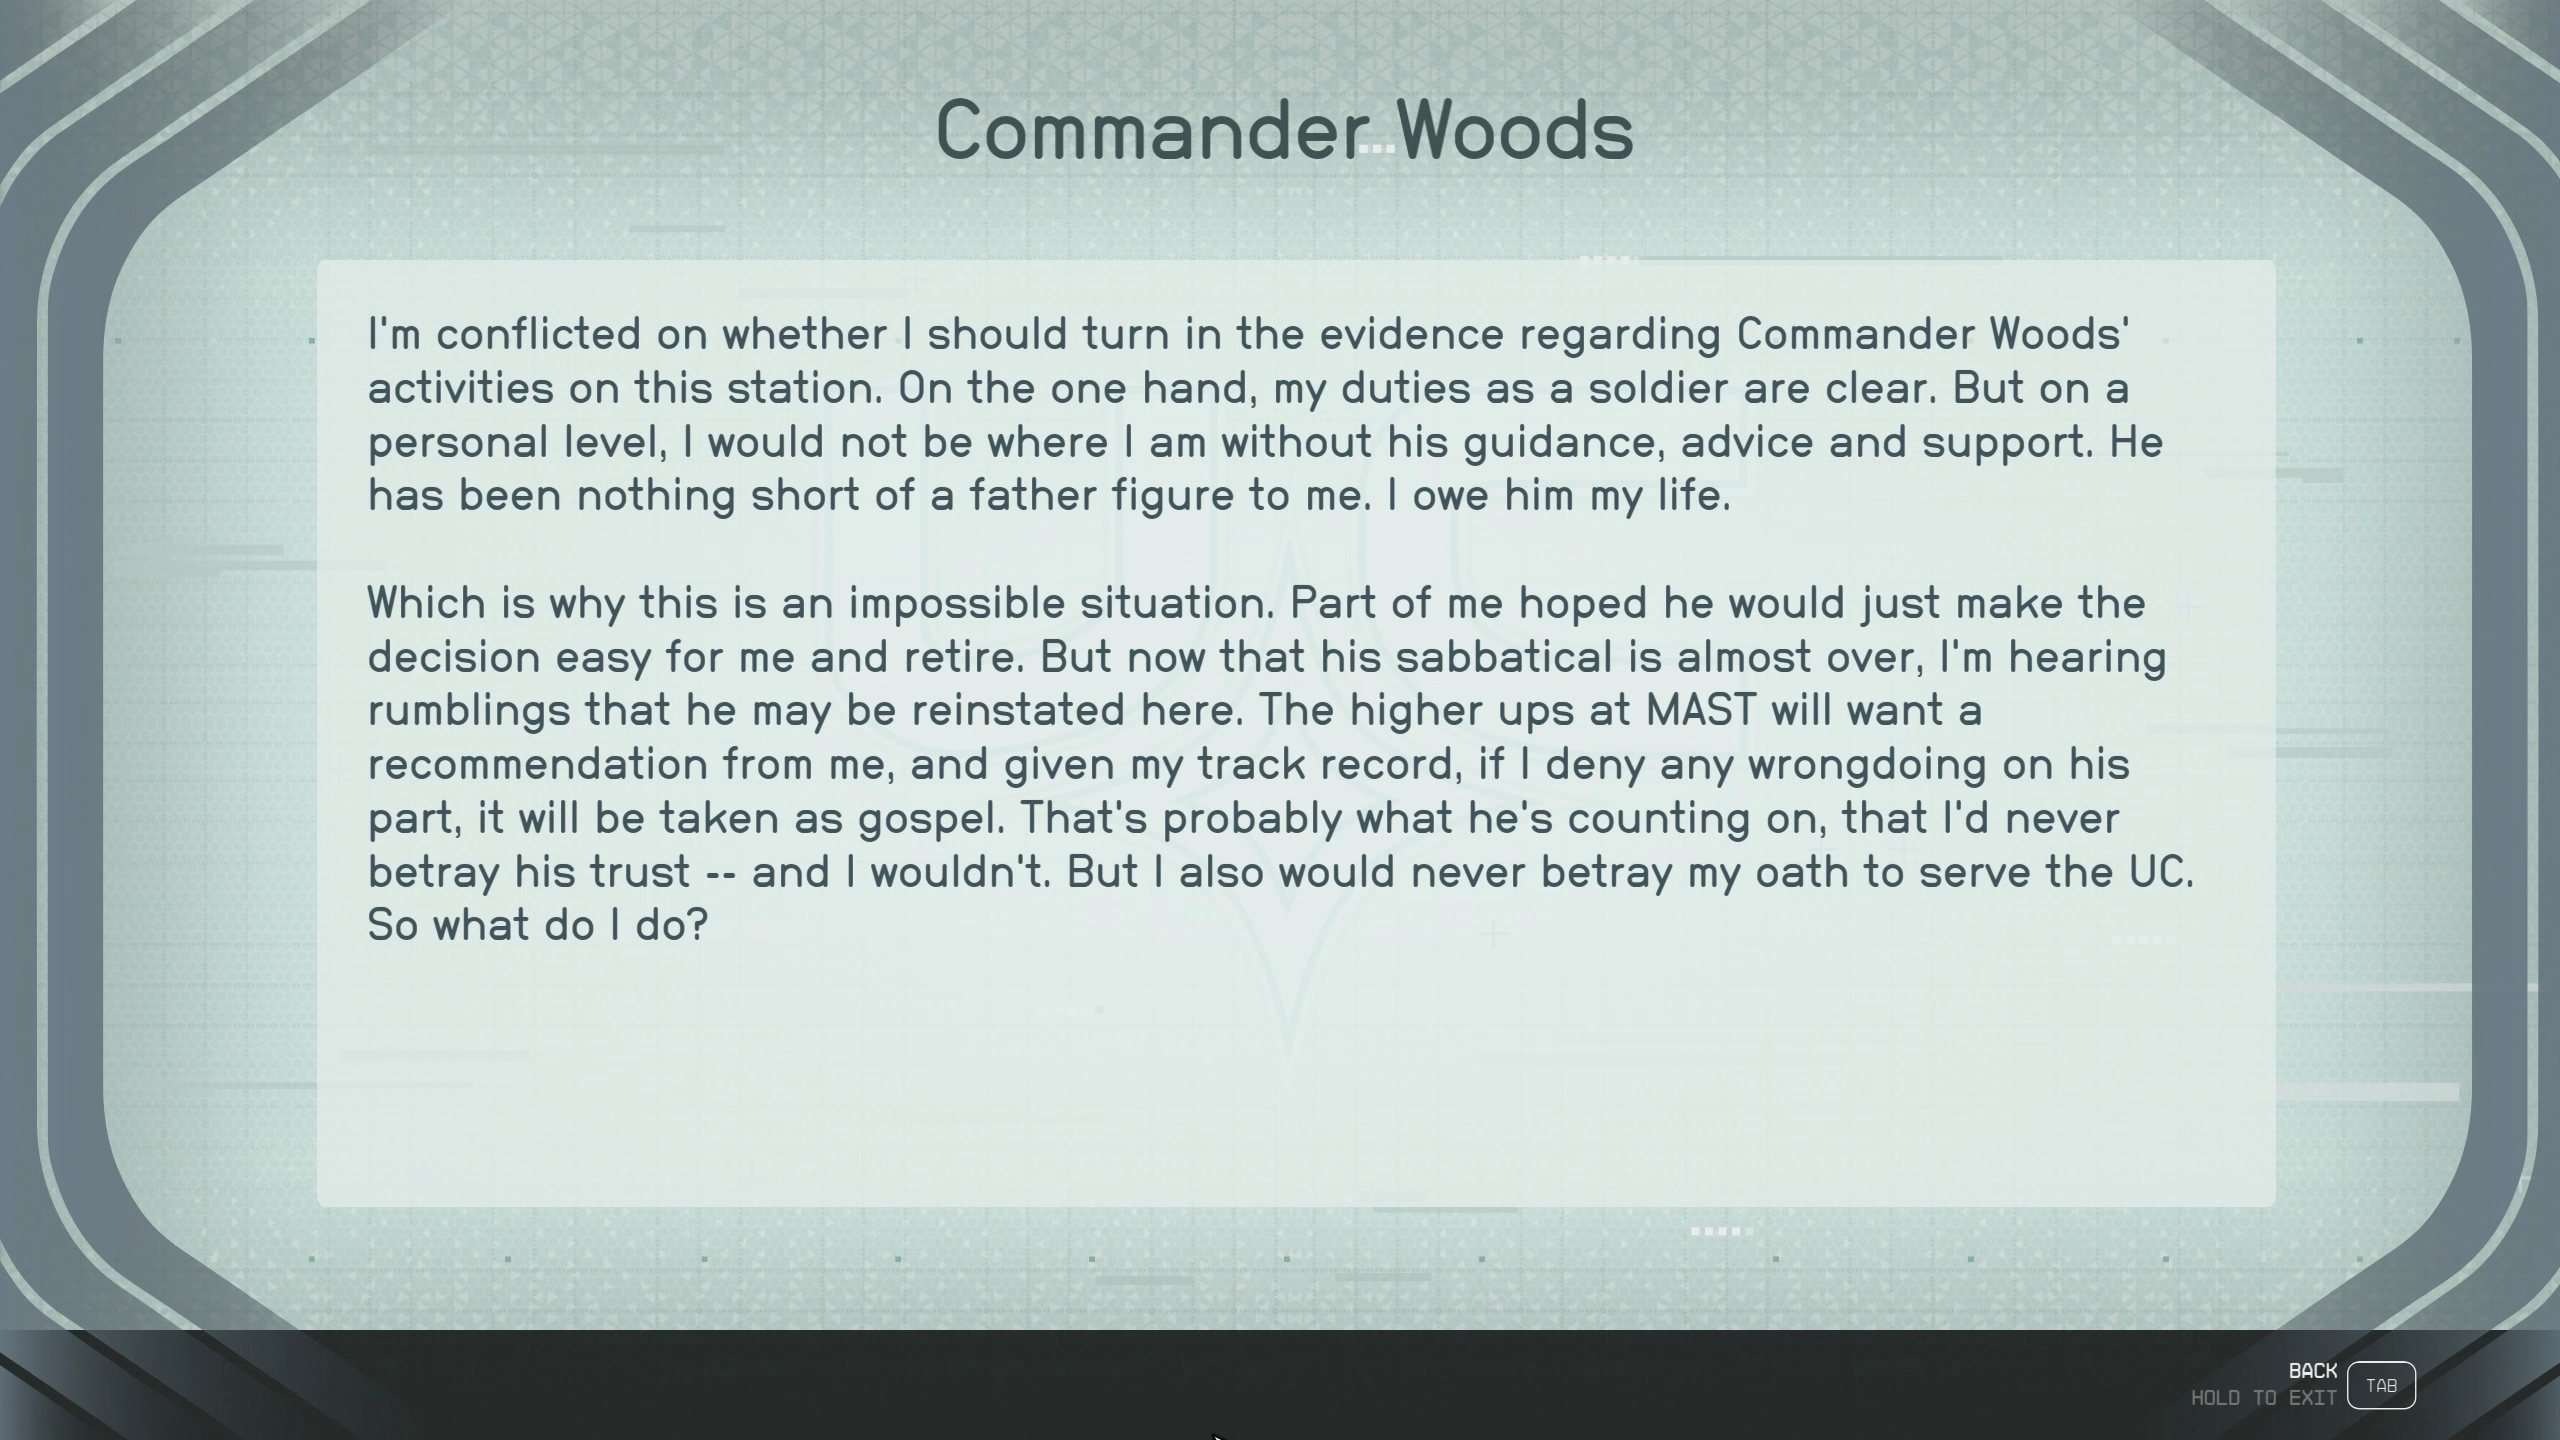 Commander Woods
I'm conflicted on whether I should turn in the evidence regarding Commander Woods'
activities on this station. On the one hand, my duties as a soldier are clear. But on a
personal level, I would not be where I am without his guidance, advice and support. He
has been nothing short of a father figure to me. I owe him my life.
Which is why this is an impossible situation. Part of me hoped he would just make the
decision easy for me and retire. But now that his sabbatical is almost over, I'm hearing
rumblings that he may be reinstated here. The higher ups at MAST will want a
recommendation from me, and given my track record, if I deny any wrongdoing on his
part, it will be taken as gospel. That's probably what he's counting on, that I'd never
betray his trust -- and I wouldn't. But I also would never betray my oath to serve the UC.
So what do I do?
BACK
HOLD TO EXIT
TAB